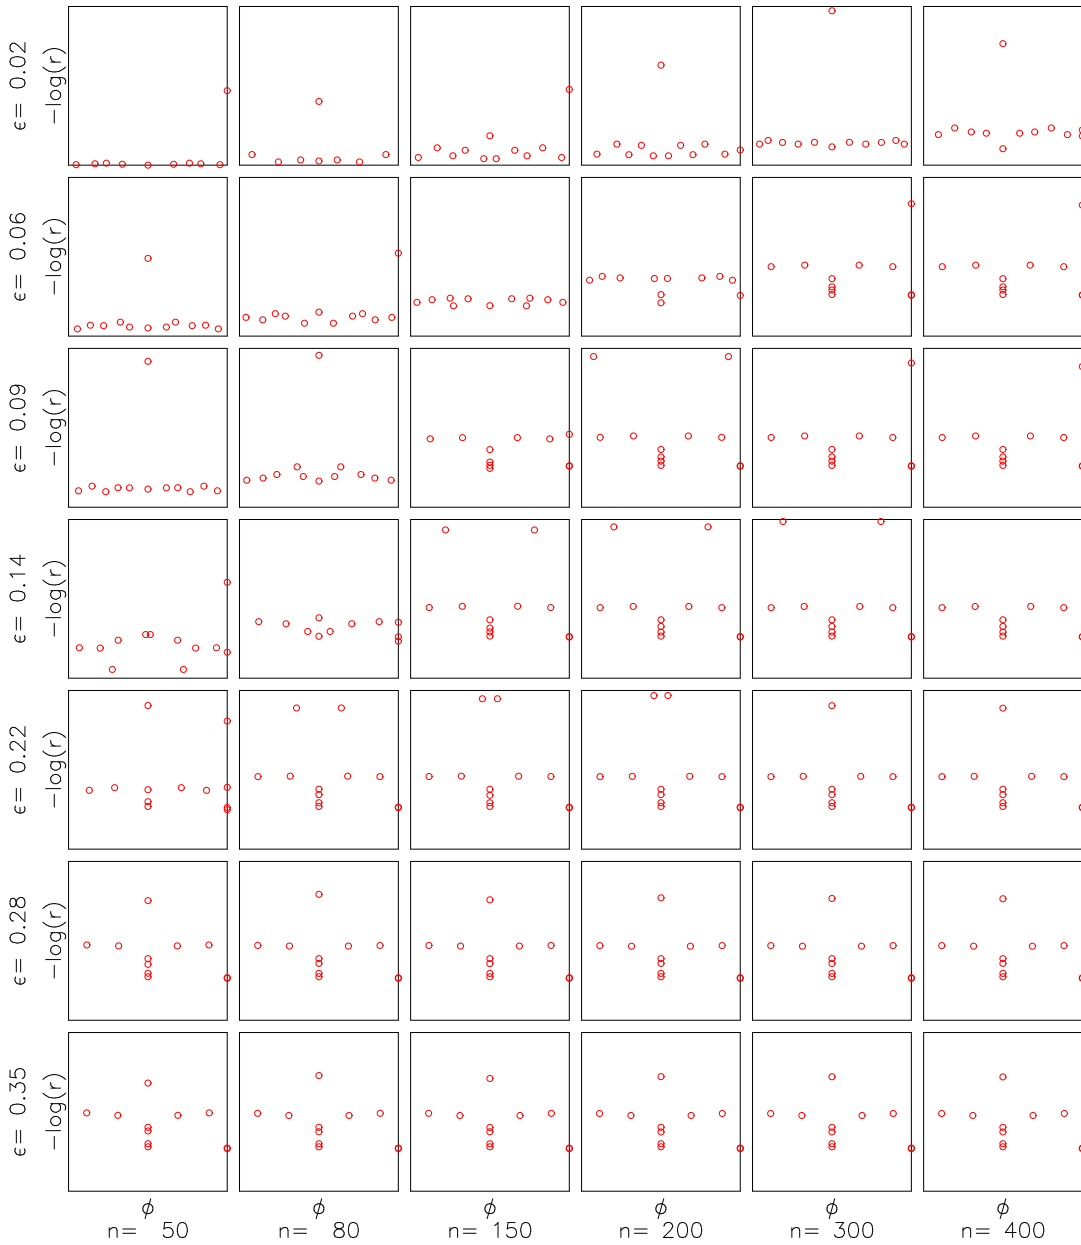 ϵ= 0.02
−log(r)
ϵ= 0.06
−log(r)
ϵ= 0.09
−log(r)
ϵ= 0.14
−log(r)
ϵ= 0.22
−log(r)
ϵ= 0.28
−log(r)
ϵ= 0.35
−log(r)
ϕ ϕ ϕ ϕ ϕ ϕ
n= 50 n= 80 n= 150 n= 200 n= 300 n= 400